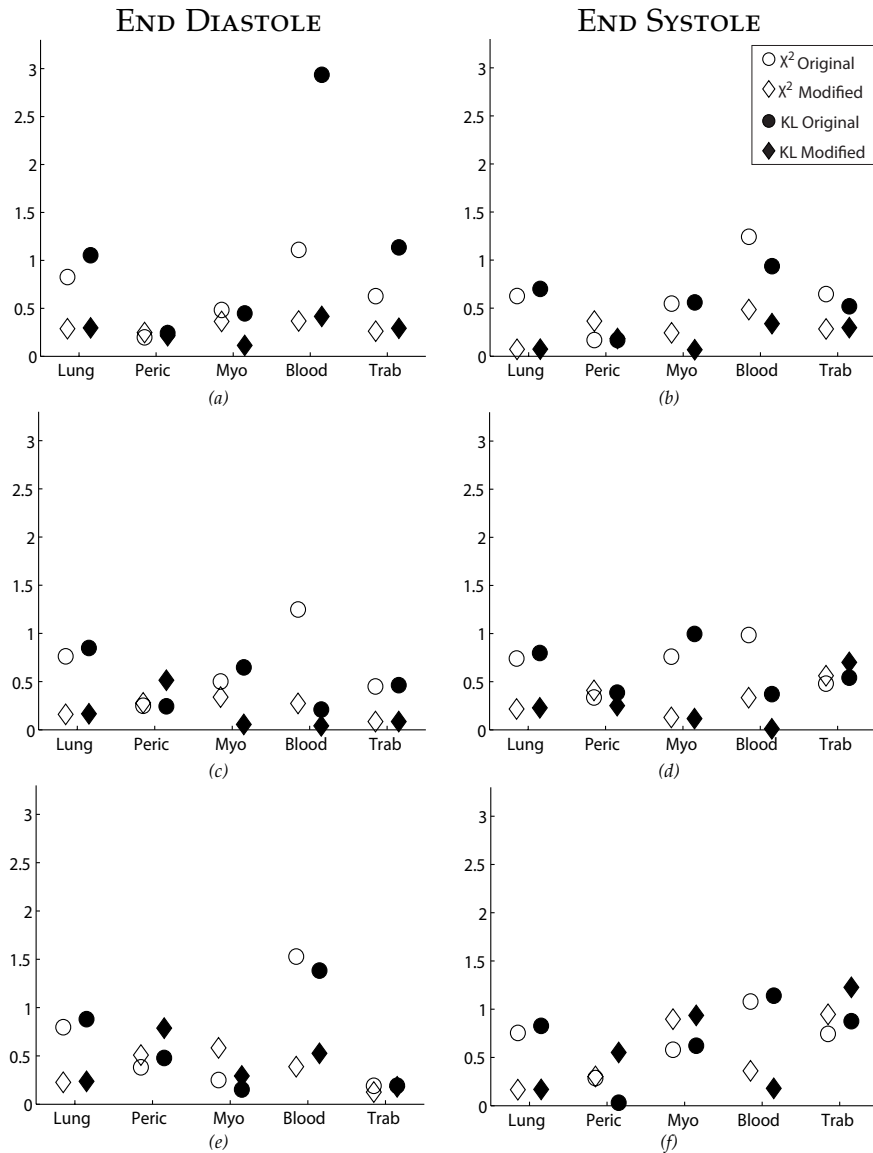 END DIASTOLE
END SYSTOLE
3
2.5
2
1.5
1
0.5
0
Lung Peric Myo Blood Trab
(a)
3
2.5
2
1.5
1
0.5
0
χ² Original
χ² Modified
KL Original
KL Modified
Lung Peric Myo Blood Trab
(b)
3
2.5
2
1.5
1
0.5
0
Lung Peric Myo Blood Trab
(c)
3
2.5
2
1.5
1
0.5
0
Lung Peric Myo Blood Trab
(d)
3
2.5
2
1.5
1
0.5
0
Lung Peric Myo Blood Trab
(e)
3
2.5
2
1.5
1
0.5
0
Lung Peric Myo Blood Trab
(f)